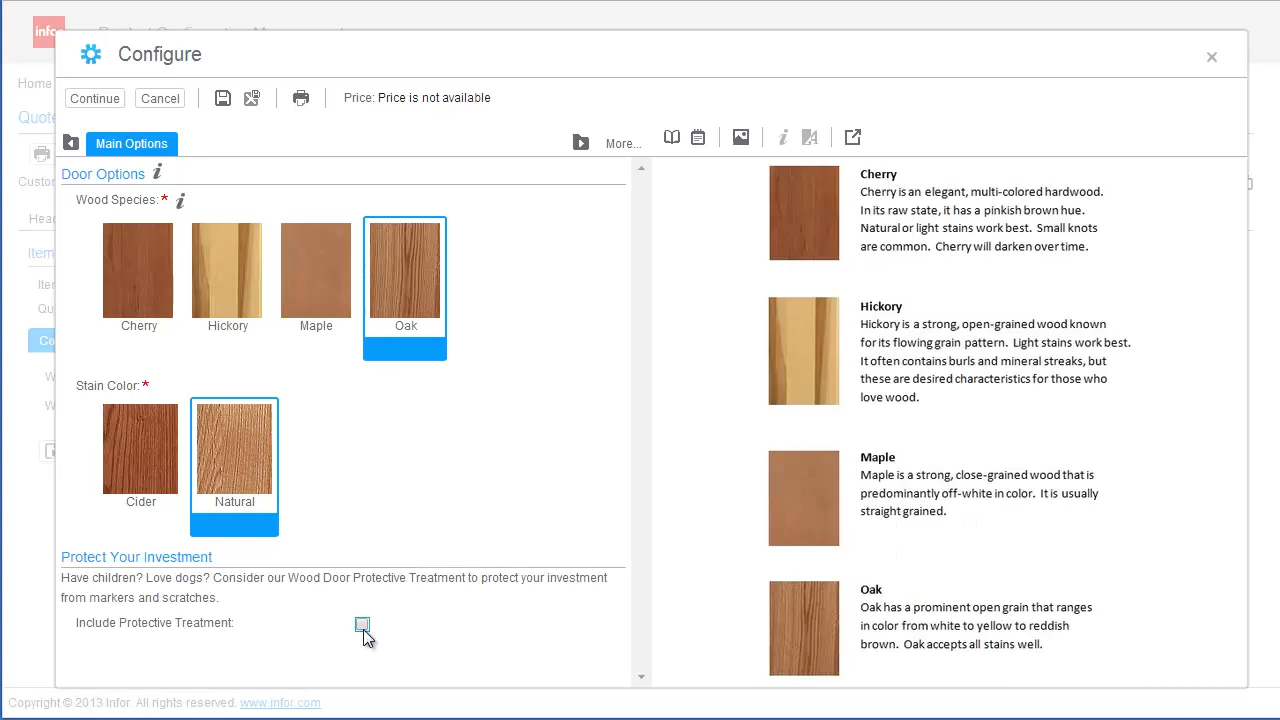 infor
Configure
Continue
Cancel
Price: Price is not available
Home
Quote
Main Options
More...
Door Options
Custom
Wood Species:*
Head
Item
Cherry
Hickory
Maple
Oak
Stain Color:*
Cider
Natural
Protect Your Investment
Have children? Love dogs? Consider our Wood Door Protective Treatment to protect your investment
from markers and scratches.
Include Protective Treatment:
Cherry
Cherry is an elegant, multi-colored hardwood.
In its raw state, it has a pinkish brown hue.
Natural or light stains work best. Small knots
are common. Cherry will darken over time.
Hickory
Hickory is a strong, open-grained wood known
for its flowing grain pattern. Light stains work best.
It often contains burls and mineral streaks, but
these are desired characteristics for those who
love wood.
Maple
Maple is a strong, close-grained wood that is
predominantly off-white in color. It is usually
straight grained.
Oak
Oak has a prominent open grain that ranges
in color from white to yellow to reddish
brown. Oak accepts all stains well.
Copyright © 2013 Infor. All rights reserved. www.infor.com